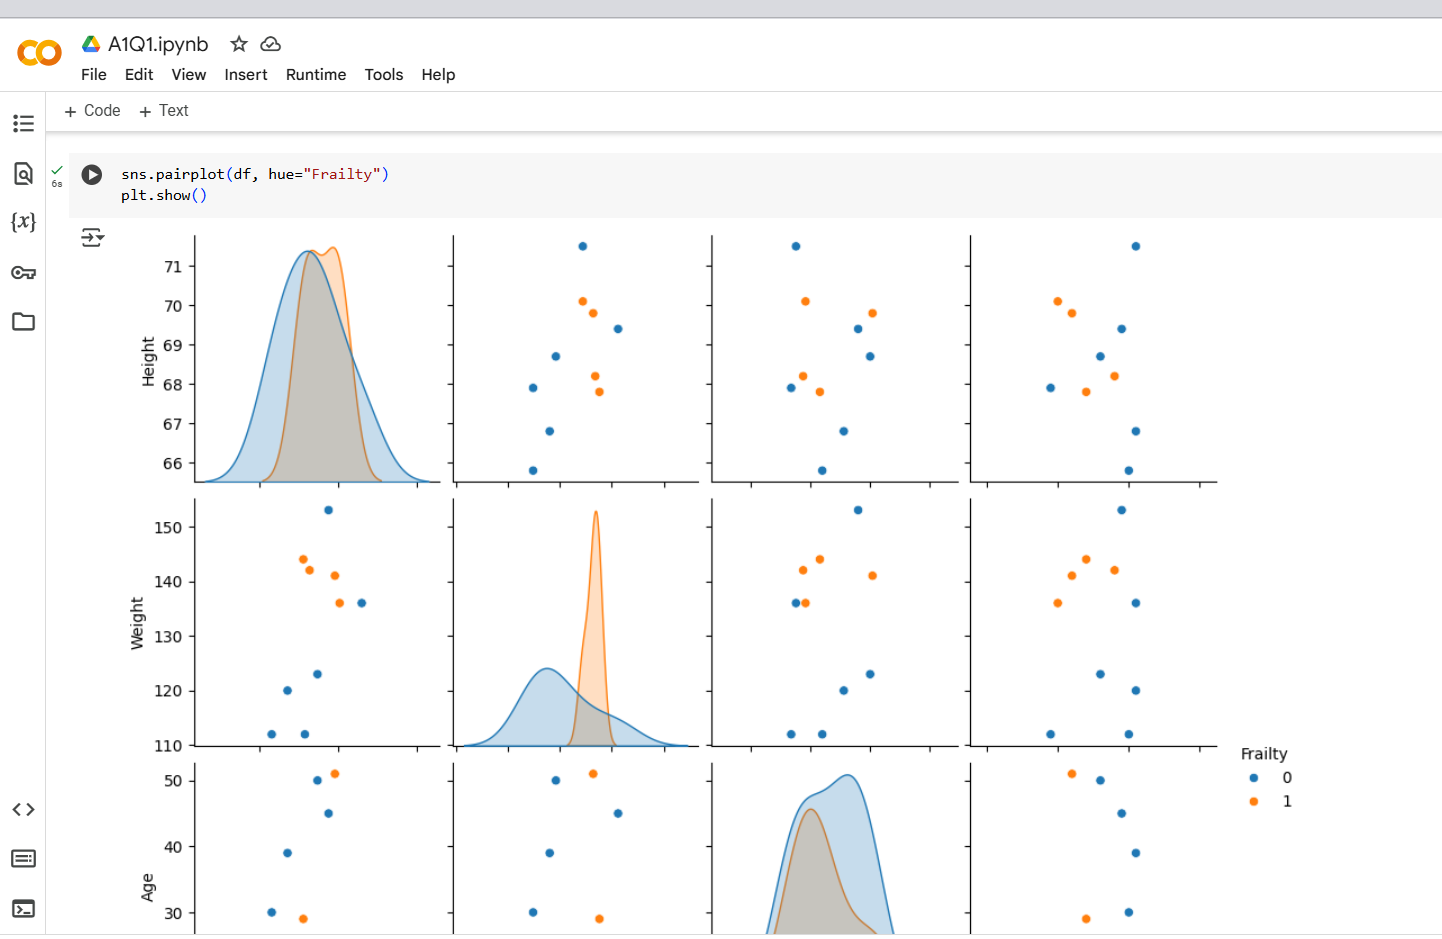 A1Q1.ipynb
File Edit View Insert Runtime Tools Help
+ Code + Text
6s
sns.pairplot(df, hue="Frailty")
plt.show()
{x}
Height
71
70
69
68
67
66
Weight
150
140
130
120
110
Frailty
0
1
Age
50
40
30